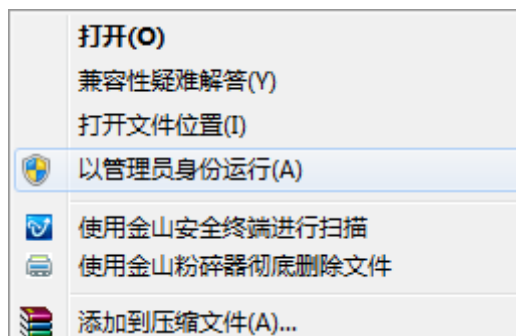 打开(O)
兼容性疑难解答(Y)
打开文件位置(I)
以管理员身份运行(A)
使用金山安全终端进行扫描
使用金山粉碎器彻底删除文件
添加到压缩文件(A)...